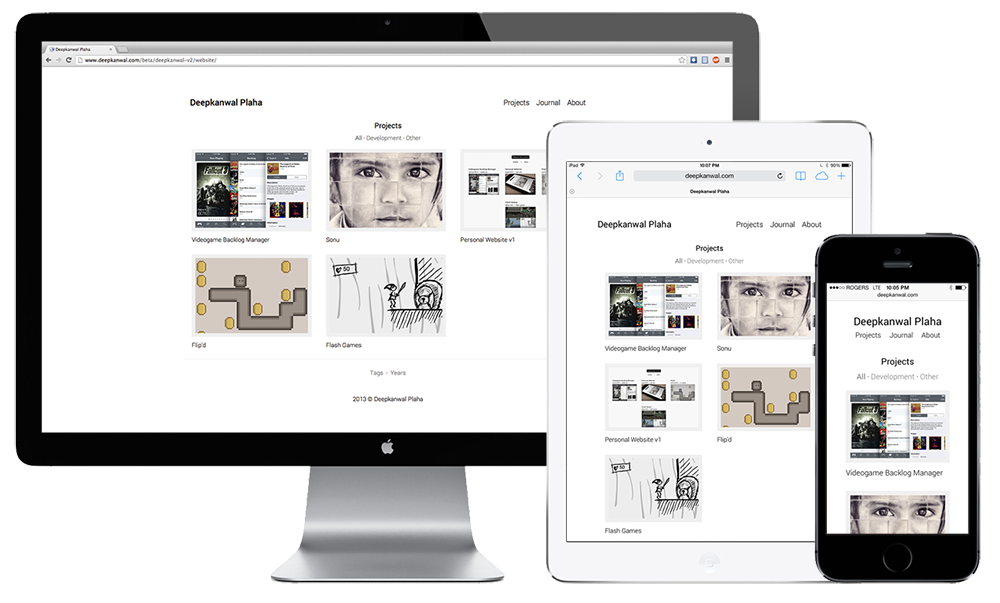 Deepkanwal Plaha
www.deepkanwal.com/beta/deepkanwal-v2/website/
Deepkanwal Plaha
Projects Journal About
Projects
All · Development · Other
Videogame Backlog Manager
Sonu
Personal Website v1
Flip'd
Flash Games
50
Tags · Years
2013 © Deepkanwal Plaha
iPad
10:07 PM
90%
deepkanwal.com
Deepkanwal Plaha
Deepkanwal Plaha
Projects Journal About
Projects
All · Development · Other
Videogame Backlog Manager
Sonu
Personal Website v1
Flip'd
50
Flash Games
ROGERS LTE 10:05 PM
deepkanwal.com
Deepkanwal Plaha
Projects Journal About
Projects
All · Development · Other
Videogame Backlog Manager